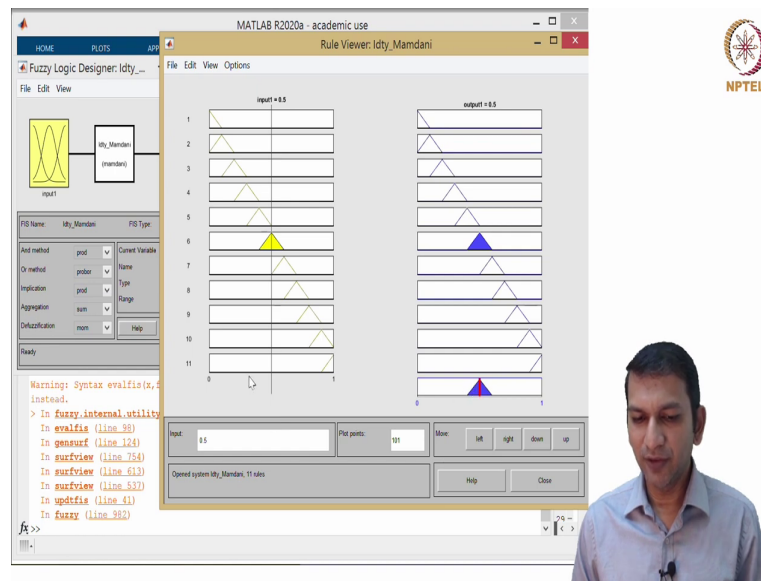 MATLAB R2020a - academic use
HOME PLOTS APP
Fuzzy Logic Designer: Idty_...
File Edit View
input1
Idty_Mamdani
(mamdani)
FIS Name: Idty_Mamdani FIS Type:
And method prod
Or method probor
Implication prod
Aggregation sum
Defuzzification mom
Current Variable
Name
Type
Range
Help
Ready
Warning: Syntax evalfis(x,f
instead.
> In fuzzy.internal.utility
In evalfis (line 98)
In gensurf (line 124)
In surfview (line 754)
In surfview (line 613)
In surfview (line 537)
In updtfis (line 41)
In fuzzy (line 982)
fx >>
Rule Viewer: Idty_Mamdani
File Edit View Options
input1 = 0.5
output1 = 0.5
1
2
3
4
5
6
7
8
9
10
11
0 1
0 1
Input: 0.5
Plot points: 101
Move: left right down up
Opened system Idty_Mamdani, 11 rules
Help Close
NPTEL